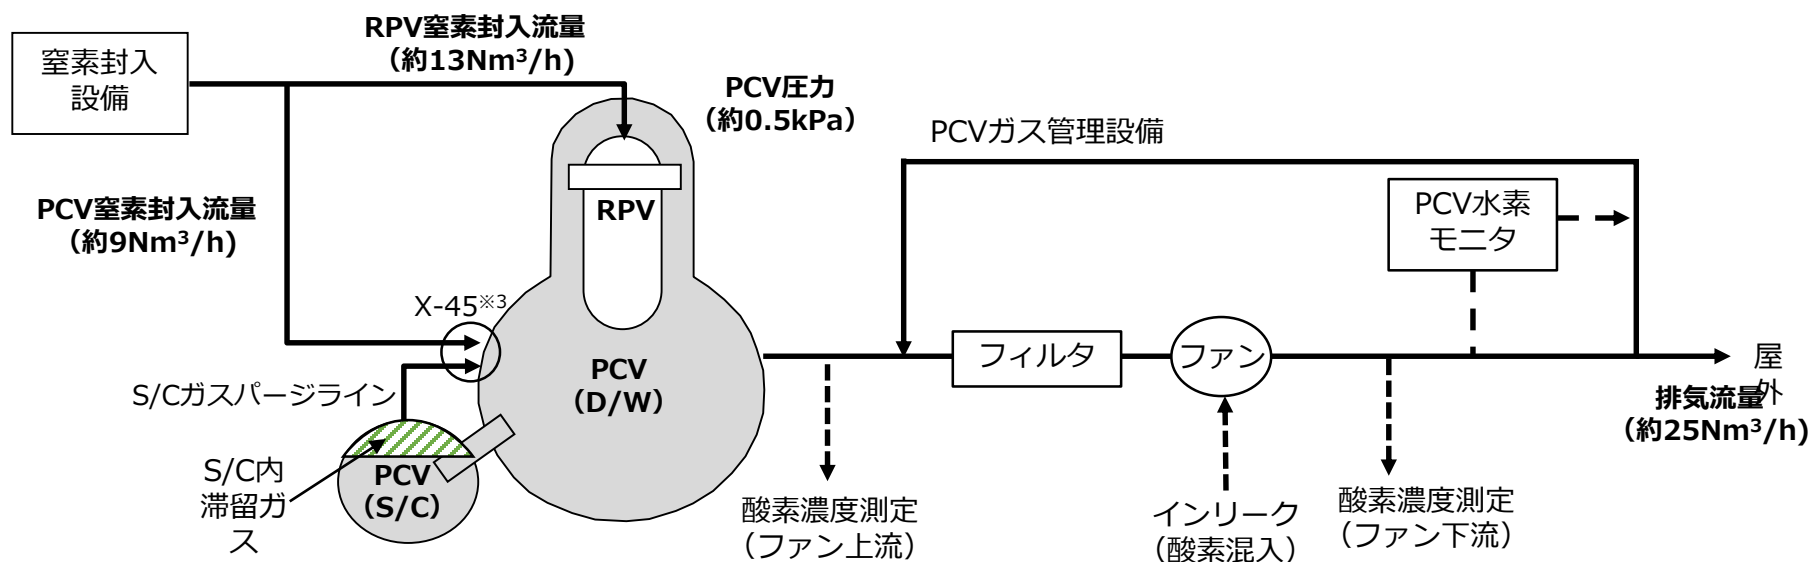 RPV窒素封入流量
（約13Nm³/h)
窒素封入
設備
PCV圧力
（約0.5kPa）
PCVガス管理設備
PCV窒素封入流量
（約9Nm³/h)
RPV
PCV水素
モニタ
X-45※3
S/Cガスパージライン
PCV
（D/W）
フィルタ
ファン
屋
外
排気流量
（約25Nm³/h)
S/C内
滞留ガ
ス
PCV
（S/C）
酸素濃度測定
（ファン上流）
インリーク
（酸素混入）
酸素濃度測定
（ファン下流）